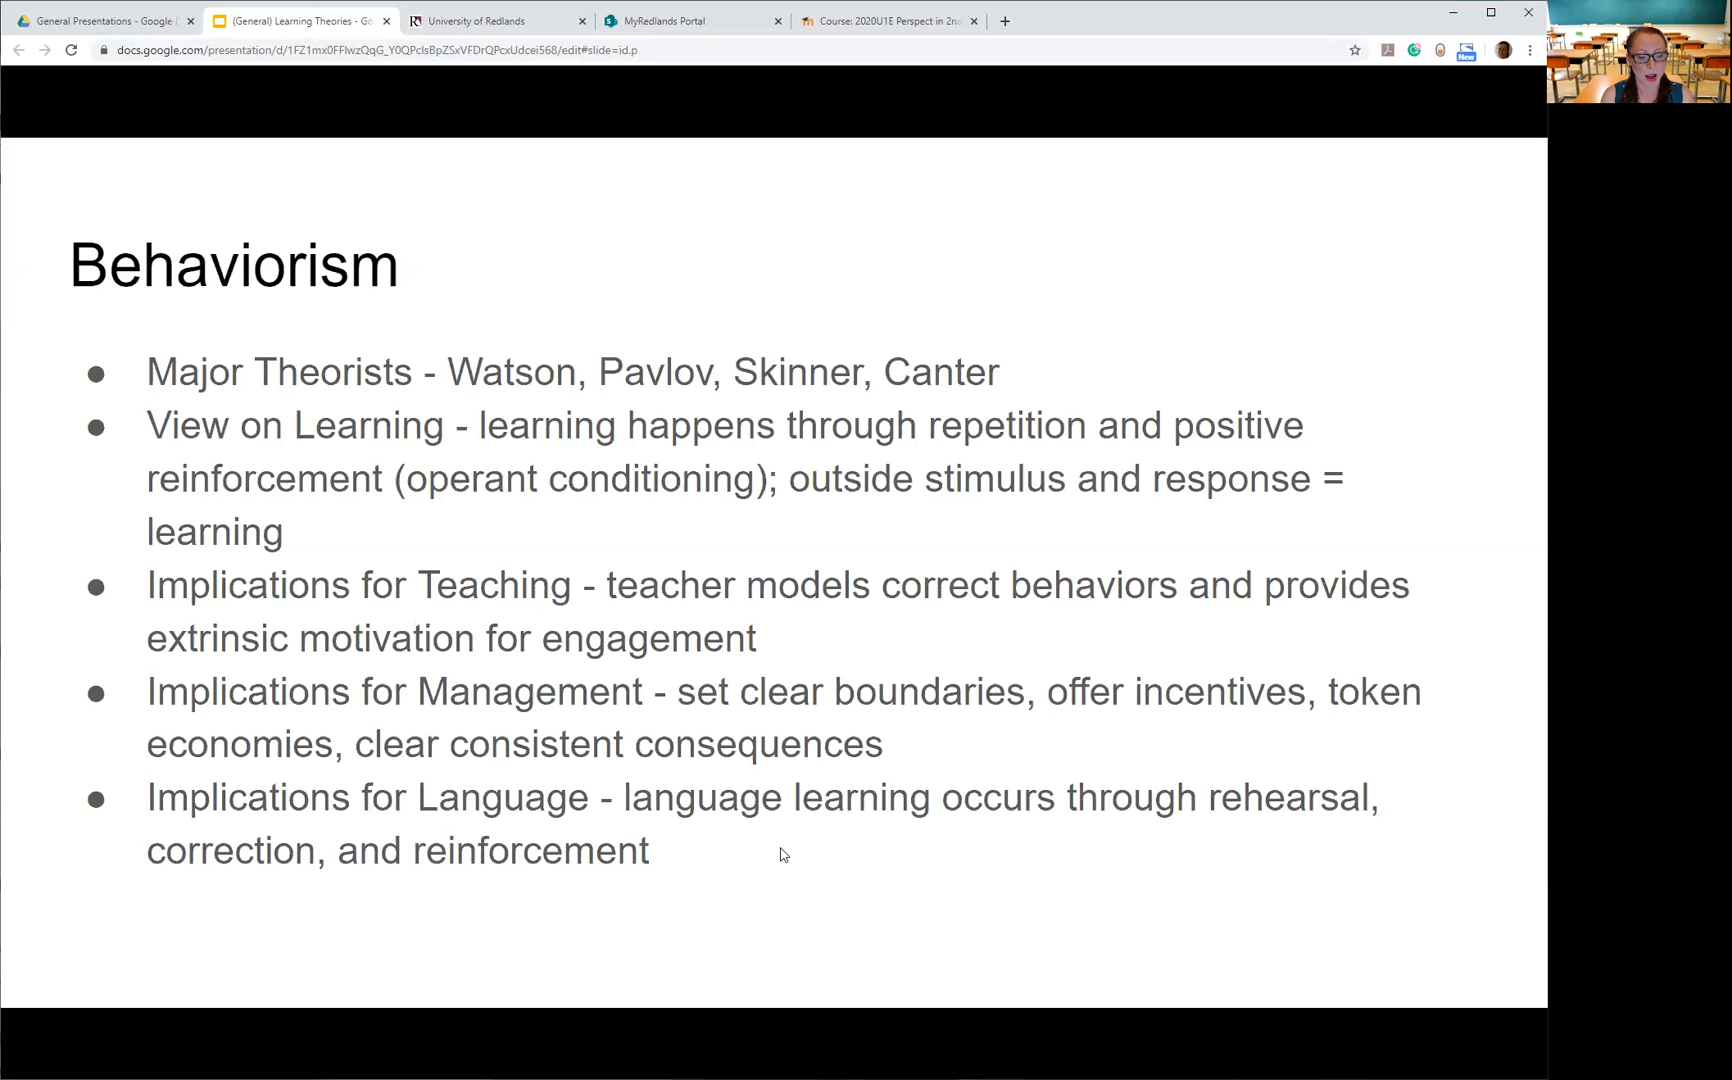 General Presentations - Google D
(General) Learning Theories - Go
University of Redlands
MyRedlands Portal
Course: 2020U1E Perspect in 2nd
docs.google.com/presentation/d/1FZ1mx0FFlwzQqG_Y0QPclsBpZSxVFDrQPcxUdcei568/edit#slide=id.p
New
Behaviorism
● Major Theorists - Watson, Pavlov, Skinner, Canter
● View on Learning - learning happens through repetition and positive
reinforcement (operant conditioning); outside stimulus and response =
learning
● Implications for Teaching - teacher models correct behaviors and provides
extrinsic motivation for engagement
● Implications for Management - set clear boundaries, offer incentives, token
economies, clear consistent consequences
● Implications for Language - language learning occurs through rehearsal,
correction, and reinforcement